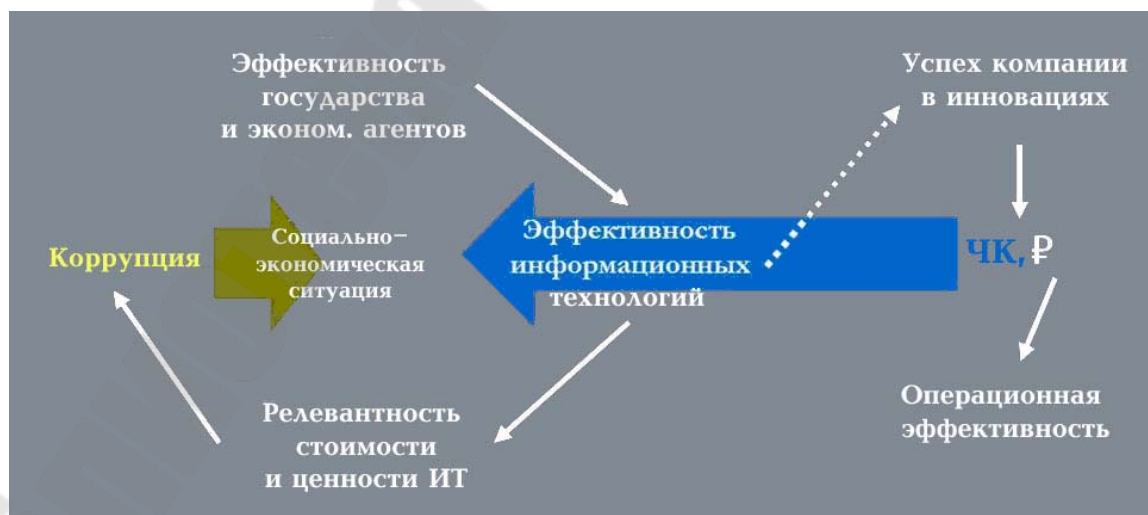 Эффективность
государства
и эконом. агентов
Успех компании
в инновациях
Коррупция
Социально–
экономическая
ситуация
Эффективность
информационных
технологий
ЧК, ₽
Релевантность
стоимости
и ценности ИТ
Операционная
эффективность